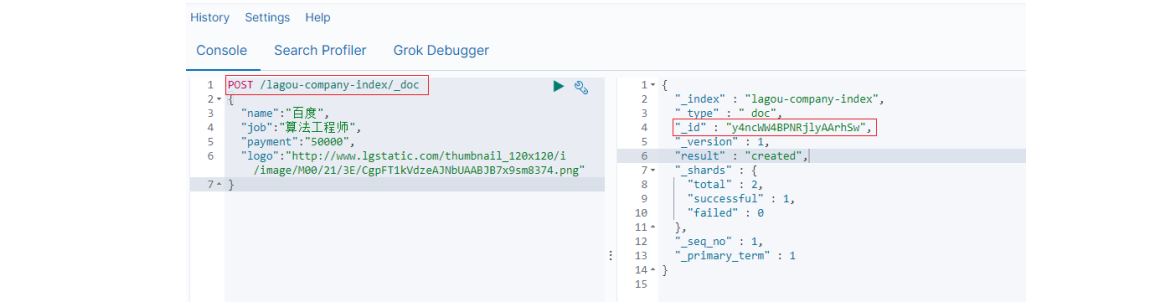 History Settings Help
Console Search Profiler Grok Debugger
1 POST /lagou-company-index/_doc
2 {
3 "name":"百度",
4 "job":"算法工程师",
5 "payment":"50000",
6 "logo":"http://www.lgstatic.com/thumbnail_120x120/i
/image/M00/21/3E/CgpFT1kVdzeAJNbUAABJB7x9sm8374.png"
7 }
1 {
2 "_index" : "lagou-company-index",
3 "_type" : "_doc",
4 "_id" : "y4ncWW4BPNRjlyAArhSw",
5 "_version" : 1,
6 "result" : "created",
7 "_shards" : {
8 "total" : 2,
9 "successful" : 1,
10 "failed" : 0
11 },
12 "_seq_no" : 1,
13 "_primary_term" : 1
14 }
15